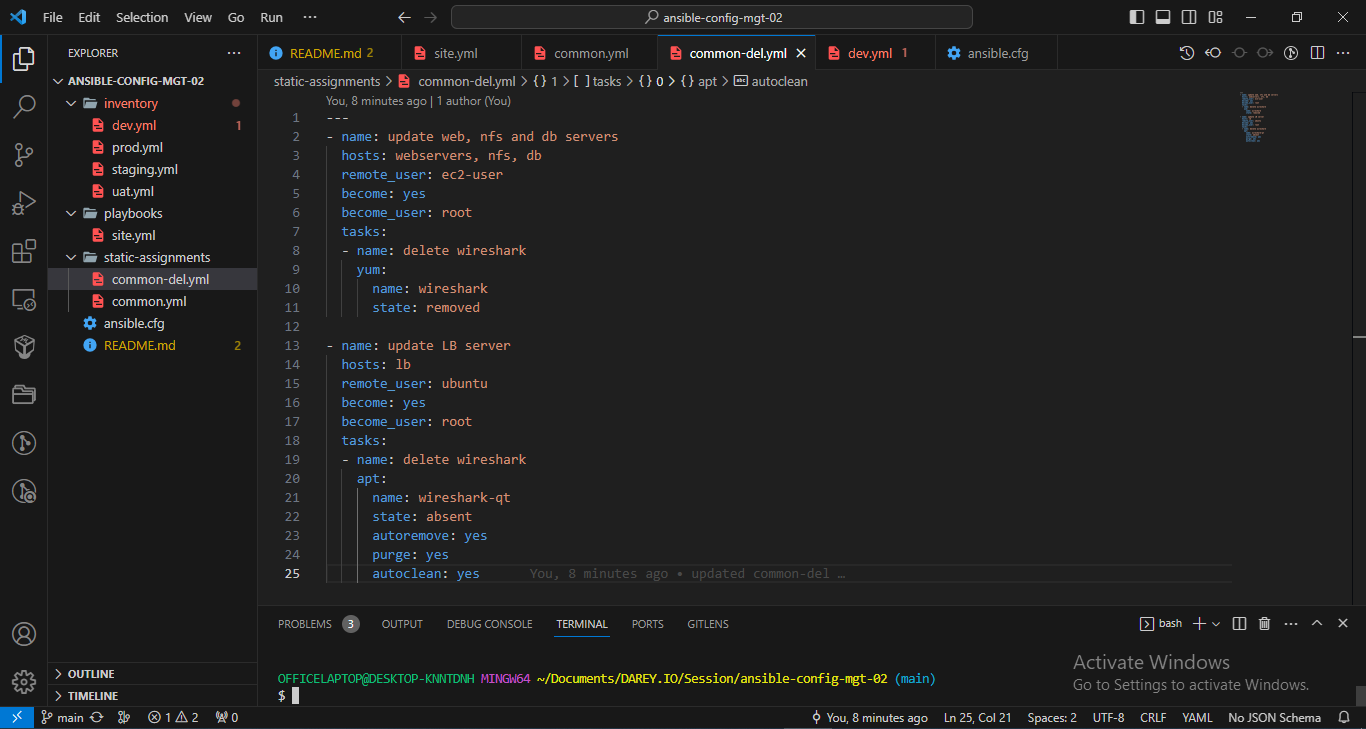 File Edit Selection View Go Run ··· ansible-config-mgt-02
EXPLORER ···
ANSIBLE-CONFIG-MGT-02
inventory
dev.yml 1
prod.yml
staging.yml
uat.yml
playbooks
site.yml
static-assignments
common-del.yml
common.yml
ansible.cfg
README.md 2
OUTLINE
TIMELINE
README.md 2 site.yml common.yml common-del.yml dev.yml 1 ansible.cfg
static-assignments > common-del.yml > {} 1 > [ ] tasks > {} 0 > {} apt > abc autoclean
You, 8 minutes ago | 1 author (You)
1 ---
2 - name: update web, nfs and db servers
3   hosts: webservers, nfs, db
4   remote_user: ec2-user
5   become: yes
6   become_user: root
7   tasks:
8   - name: delete wireshark
9     yum:
10       name: wireshark
11       state: removed
12
13 - name: update LB server
14   hosts: lb
15   remote_user: ubuntu
16   become: yes
17   become_user: root
18   tasks:
19   - name: delete wireshark
20     apt:
21       name: wireshark-qt
22       state: absent
23       autoremove: yes
24       purge: yes
25       autoclean: yes You, 8 minutes ago • updated common-del …
PROBLEMS 3 OUTPUT DEBUG CONSOLE TERMINAL PORTS GITLENS bash
OFFICELAPTOP@DESKTOP-KNNTDNH MINGW64 ~/Documents/DAREY.IO/Session/ansible-config-mgt-02 (main)
$
Activate Windows
Go to Settings to activate Windows.
main 1 2 0 You, 8 minutes ago Ln 25, Col 21 Spaces: 2 UTF-8 CRLF YAML No JSON Schema